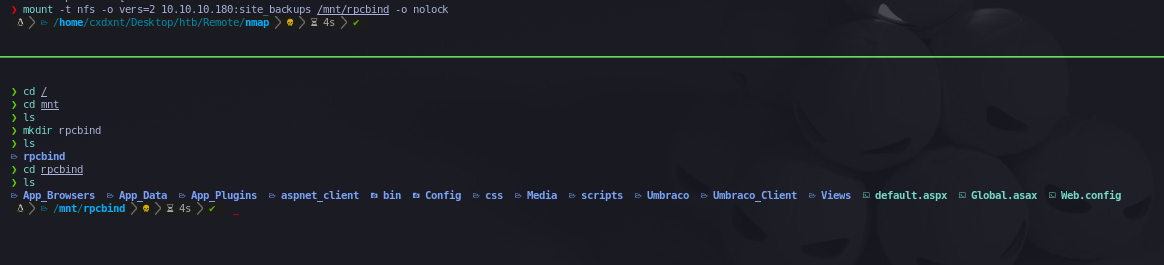 ❯ mount -t nfs -o vers=2 10.10.10.180:site_backups /mnt/rpcbind -o nolock
/home/cxdxnt/Desktop/htb/Remote/nmap 4s ✔
❯ cd /
❯ cd mnt
❯ ls
❯ mkdir rpcbind
❯ ls
rpcbind
❯ cd rpcbind
❯ ls
App_Browsers App_Data App_Plugins aspnet_client bin Config css Media scripts Umbraco Umbraco_Client Views default.aspx Global.asax Web.config
/mnt/rpcbind 4s ✔